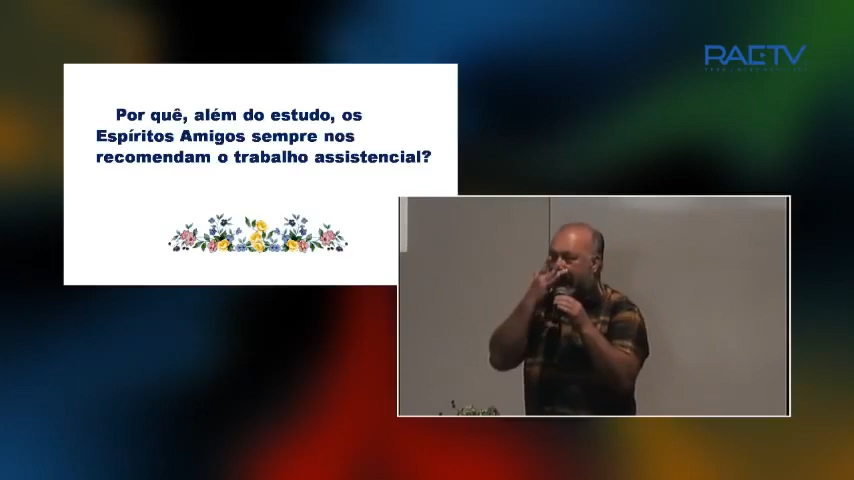 RAETV
Por quê, além do estudo, os
Espíritos Amigos sempre nos
recomendam o trabalho assistencial?